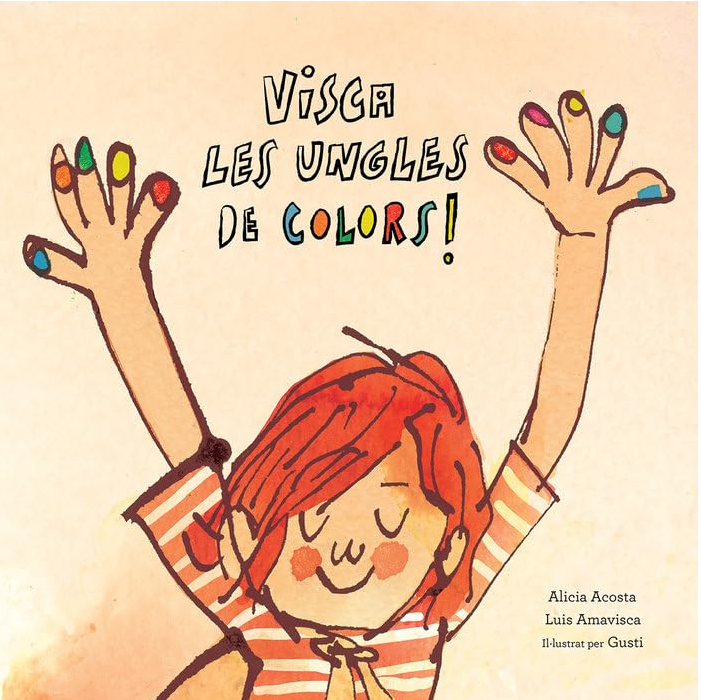 VISCA
LES UNGLES
DE COLORS!
Alicia Acosta
Luis Amavisca
Il·lustrat per Gusti